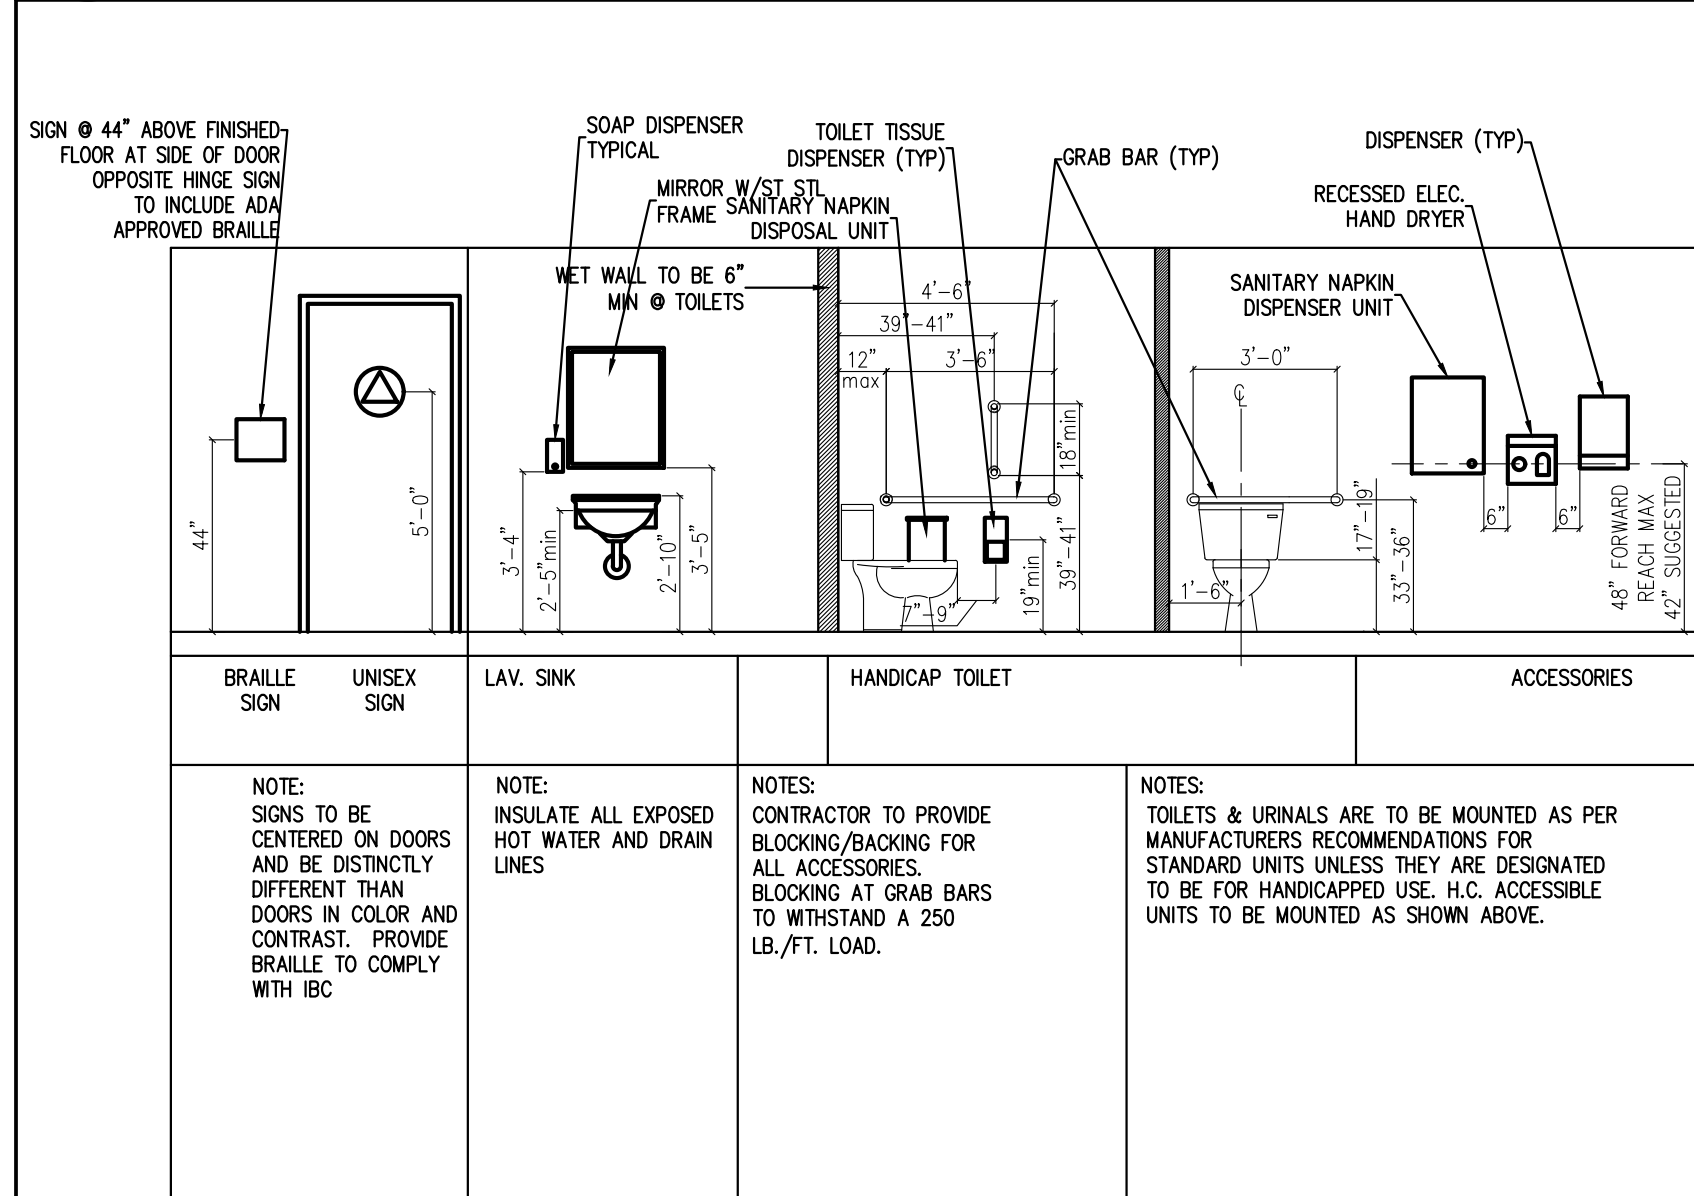 SIGN @ 44" ABOVE FINISHED
FLOOR AT SIDE OF DOOR
OPPOSITE HINGE SIGN
TO INCLUDE ADA
APPROVED BRAILLE
SOAP DISPENSER
TYPICAL
MIRROR W/ST STL
FRAME
SANITARY NAPKIN
DISPOSAL UNIT
TOILET TISSUE
DISPENSER (TYP)
GRAB BAR (TYP)
DISPENSER (TYP)
RECESSED ELEC.
HAND DRYER
SANITARY NAPKIN
DISPENSER UNIT
WET WALL TO BE 6"
MIN @ TOILETS
44"
5'-0"
3'-4"
2'-5"min
2'-10"
3'-5"
4'-6"
39"-41"
12"
max
3'-6"
18"min
7"-9"
19"min
39"-41"
3'-0"
CL
1'-6"
17"-19"
33"-36"
6"
6"
48" FORWARD
REACH MAX
42" SUGGESTED
BRAILLE
SIGN
UNISEX
SIGN
LAV. SINK
HANDICAP TOILET
ACCESSORIES
NOTE:
SIGNS TO BE
CENTERED ON DOORS
AND BE DISTINCTLY
DIFFERENT THAN
DOORS IN COLOR AND
CONTRAST. PROVIDE
BRAILLE TO COMPLY
WITH IBC
NOTE:
INSULATE ALL EXPOSED
HOT WATER AND DRAIN
LINES
NOTES:
CONTRACTOR TO PROVIDE
BLOCKING/BACKING FOR
ALL ACCESSORIES.
BLOCKING AT GRAB BARS
TO WITHSTAND A 250
LB./FT. LOAD.
NOTES:
TOILETS & URINALS ARE TO BE MOUNTED AS PER
MANUFACTURERS RECOMMENDATIONS FOR
STANDARD UNITS UNLESS THEY ARE DESIGNATED
TO BE FOR HANDICAPPED USE. H.C. ACCESSIBLE
UNITS TO BE MOUNTED AS SHOWN ABOVE.